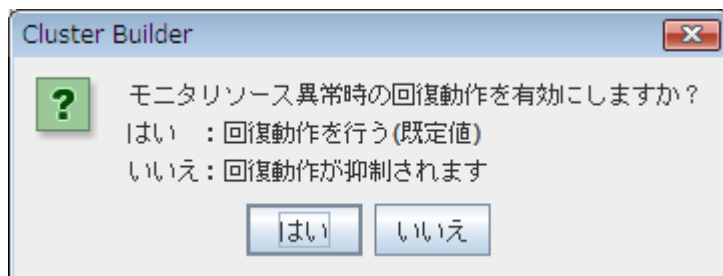 Cluster Builder
モニタリソース異常時の回復動作を有効にしますか？
はい　：回復動作を行う(既定値)
いいえ：回復動作が抑制されます
はい　いいえ